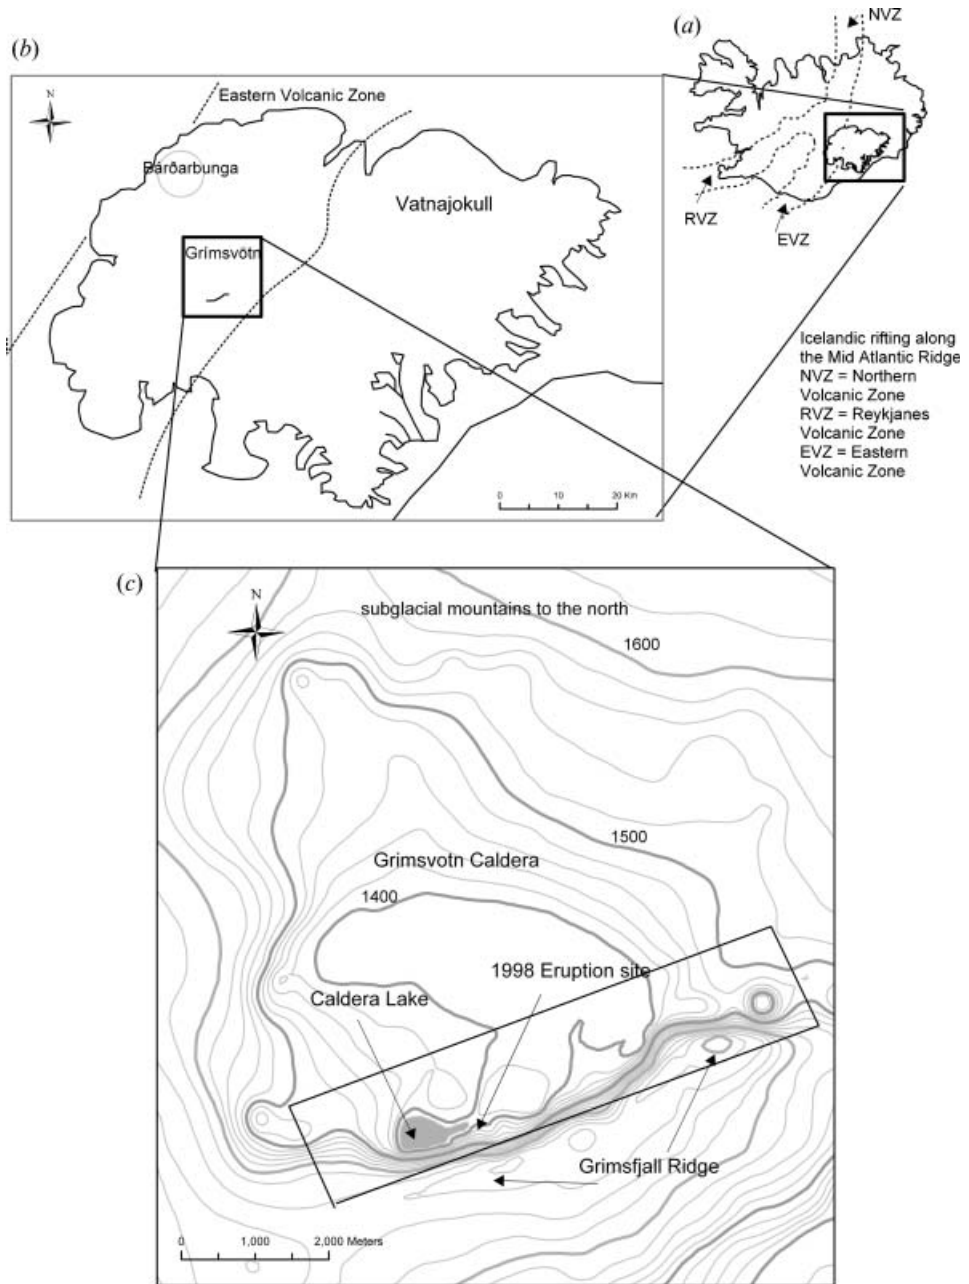 (b)
(a)
NVZ
N
Eastern Volcanic Zone
Bárðarbunga
Vatnajokull
RVZ
EVZ
Grímsvötn
Icelandic rifting along
the Mid Atlantic Ridge
NVZ = Northern
Volcanic Zone
RVZ = Reykjanes
Volcanic Zone
EVZ = Eastern
Volcanic Zone
0 10 20 Km
(c)
N
subglacial mountains to the north
1600
1500
Grimsvotn Caldera
1400
1998 Eruption site
Caldera Lake
Grimsfjall Ridge
0 1,000 2,000 Meters